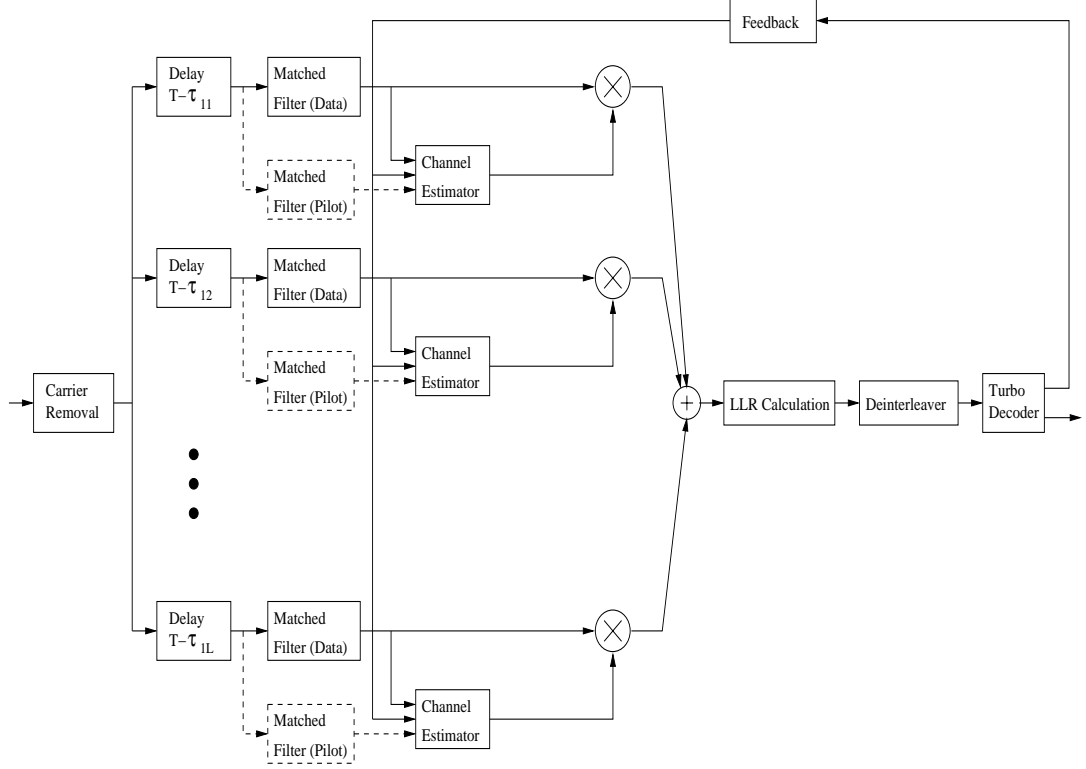 Feedback
Delay
T−τ 11
Matched
Filter (Data)
Matched
Filter (Pilot)
Channel
Estimator
Delay
T−τ 12
Matched
Filter (Data)
Matched
Filter (Pilot)
Channel
Estimator
Carrier
Removal
+
LLR Calculation
Deinterleaver
Turbo
Decoder
Delay
T−τ 1L
Matched
Filter (Data)
Matched
Filter (Pilot)
Channel
Estimator